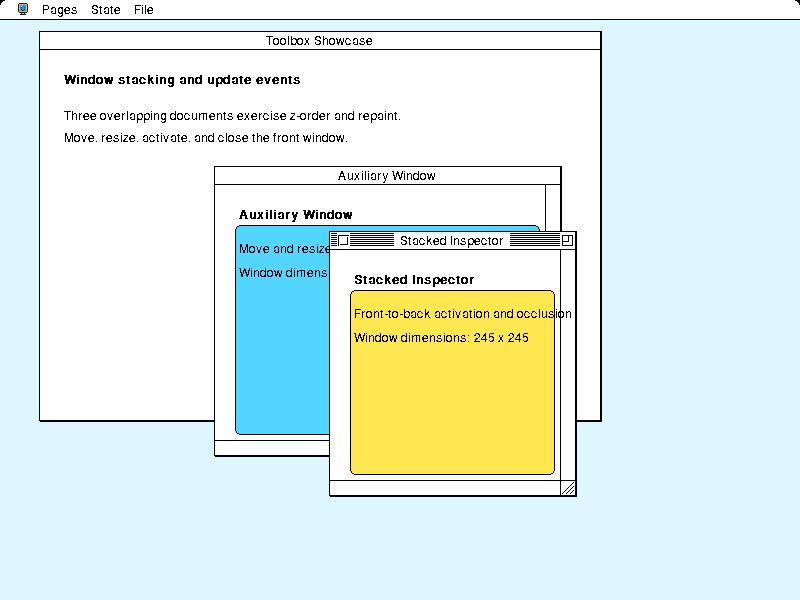 Pages State File
Toolbox Showcase
Window stacking and update events
Three overlapping documents exercise z-order and repaint.
Move, resize, activate, and close the front window.
Auxiliary Window
Auxiliary Window
Move and resize
Window dimens
Stacked Inspector
Stacked Inspector
Front-to-back activation and occlusion
Window dimensions: 245 x 245